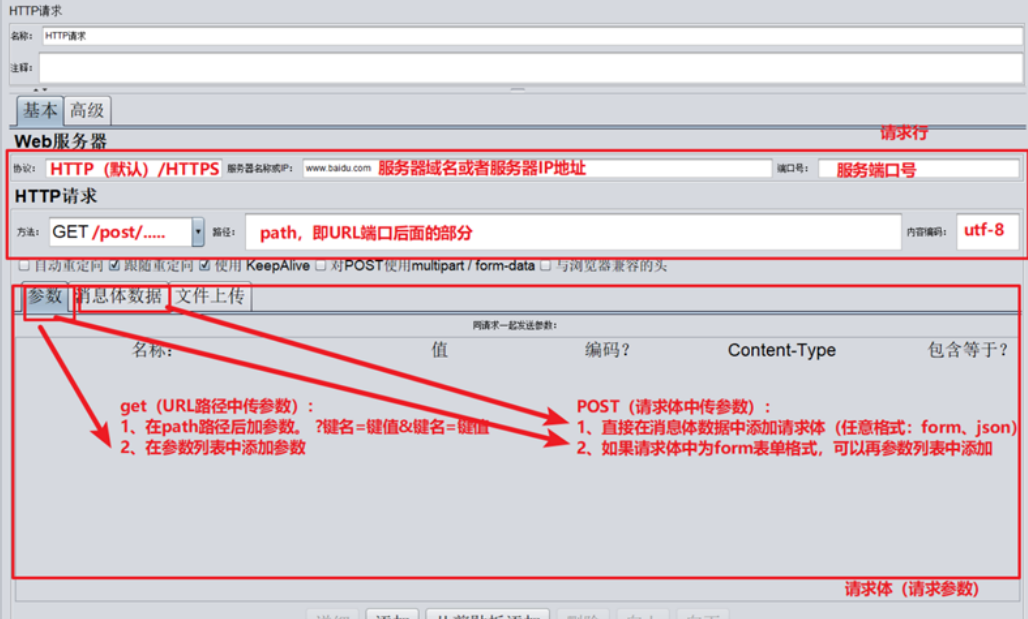 HTTP请求
名称: HTTP请求
注释:
基本 高级
Web服务器 请求行
协议: HTTP（默认）/HTTPS 服务器名称或IP: www.baidu.com 服务器域名或者服务器IP地址 端口号: 服务端口号
HTTP请求
方法: GET /post/..... 路径: path，即URL端口后面的部分 内容编码: utf-8
自动重定向 跟随重定向 使用 KeepAlive 对POST使用multipart / form-data 与浏览器兼容的头
参数 消息体数据 文件上传
同请求一起发送参数:
名称: 值 编码? Content-Type 包含等于?
get（URL路径中传参数）:
1、在path路径后加参数。 ?键名=键值&键名=键值
2、在参数列表中添加参数
POST（请求体中传参数）:
1、直接在消息体数据中添加请求体（任意格式：form、json）
2、如果请求体中为form表单格式，可以再参数列表中添加
请求体（请求参数）
详细 添加 从剪贴板添加 删除